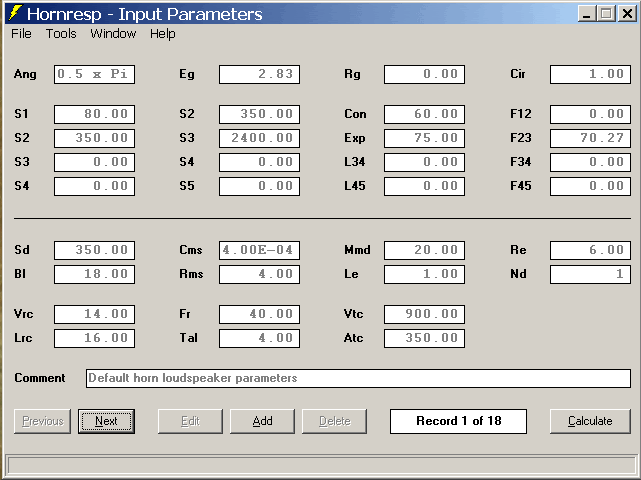 Hornresp - Input Parameters
File Tools Window Help
Ang 0.5 x Pi Eg 2.83 Rg 0.00 Cir 1.00
S1 80.00 S2 350.00 Con 60.00 F12 0.00
S2 350.00 S3 2400.00 Exp 75.00 F23 70.27
S3 0.00 S4 0.00 L34 0.00 F34 0.00
S4 0.00 S5 0.00 L45 0.00 F45 0.00
Sd 350.00 Cms 4.00E-04 Mmd 20.00 Re 6.00
Bl 18.00 Rms 4.00 Le 1.00 Nd 1
Vrc 14.00 Fr 40.00 Vtc 900.00
Lrc 16.00 Tal 4.00 Atc 350.00
Comment Default horn loudspeaker parameters
Previous Next Edit Add Delete Record 1 of 18 Calculate